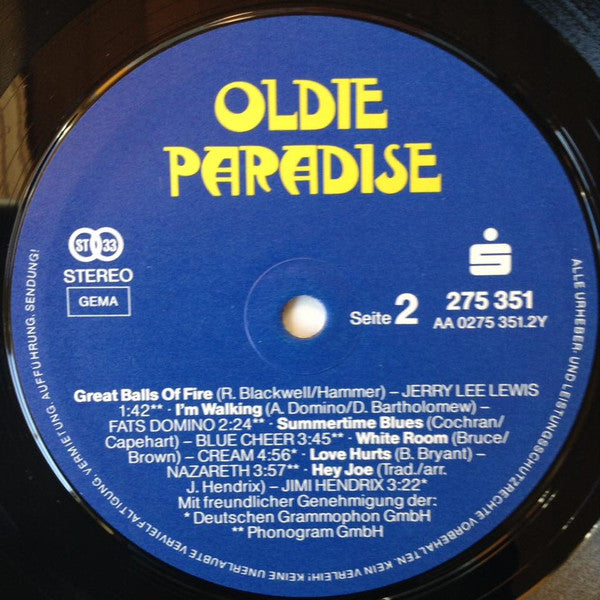 OLDIE
PARADISE
ST 33
STEREO
GEMA
Seite 2
275 351
AA 0275 351.2Y
Great Balls Of Fire (R. Blackwell/Hammer) – JERRY LEE LEWIS
1:42** · I'm Walking (A. Domino/D. Bartholomew) –
FATS DOMINO 2:24** · Summertime Blues (Cochran/
Capehart) – BLUE CHEER 3:45** · White Room (Bruce/
Brown) – CREAM 4:56* · Love Hurts (B. Bryant) –
NAZARETH 3:57** · Hey Joe (Trad./arr.
J. Hendrix) – JIMI HENDRIX 3:22*
Mit freundlicher Genehmigung der:
* Deutschen Grammophon GmbH
** Phonogram GmbH
ALLE URHEBER- UND LEISTUNGSSCHUTZRECHTE VORBEHALTEN. KEIN VERLEIH! KEINE UNERLAUBTE VERVIELFÄLTIGUNG, VERMIETUNG, AUFFÜHRUNG, SENDUNG!